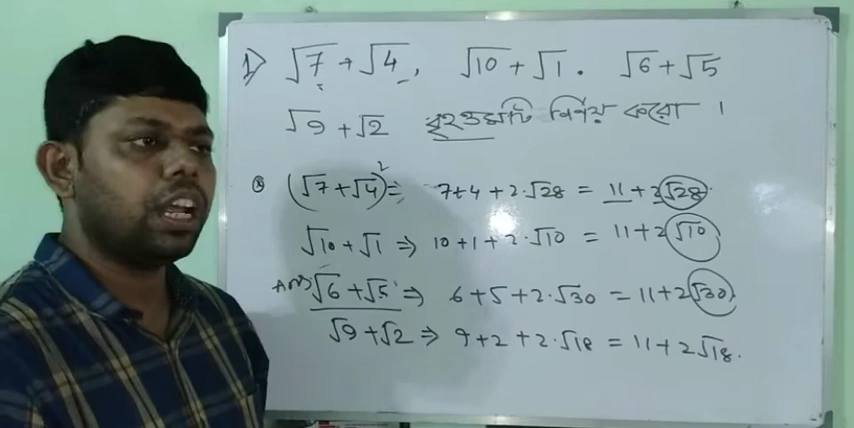 1) √7 + √4, √10 + √1. √6 + √5
√9 + √2 বৃহত্তমটি নির্ণয় করো ।
(√7 + √4)² = 7 + 4 + 2·√28 = 11 + 2√28.
√10 + √1 ⇒ 10 + 1 + 2·√10 = 11 + 2√10
Ans √6 + √5 ⇒ 6 + 5 + 2·√30 = 11 + 2√30.
√9 + √2 ⇒ 9 + 2 + 2·√18 = 11 + 2√18.